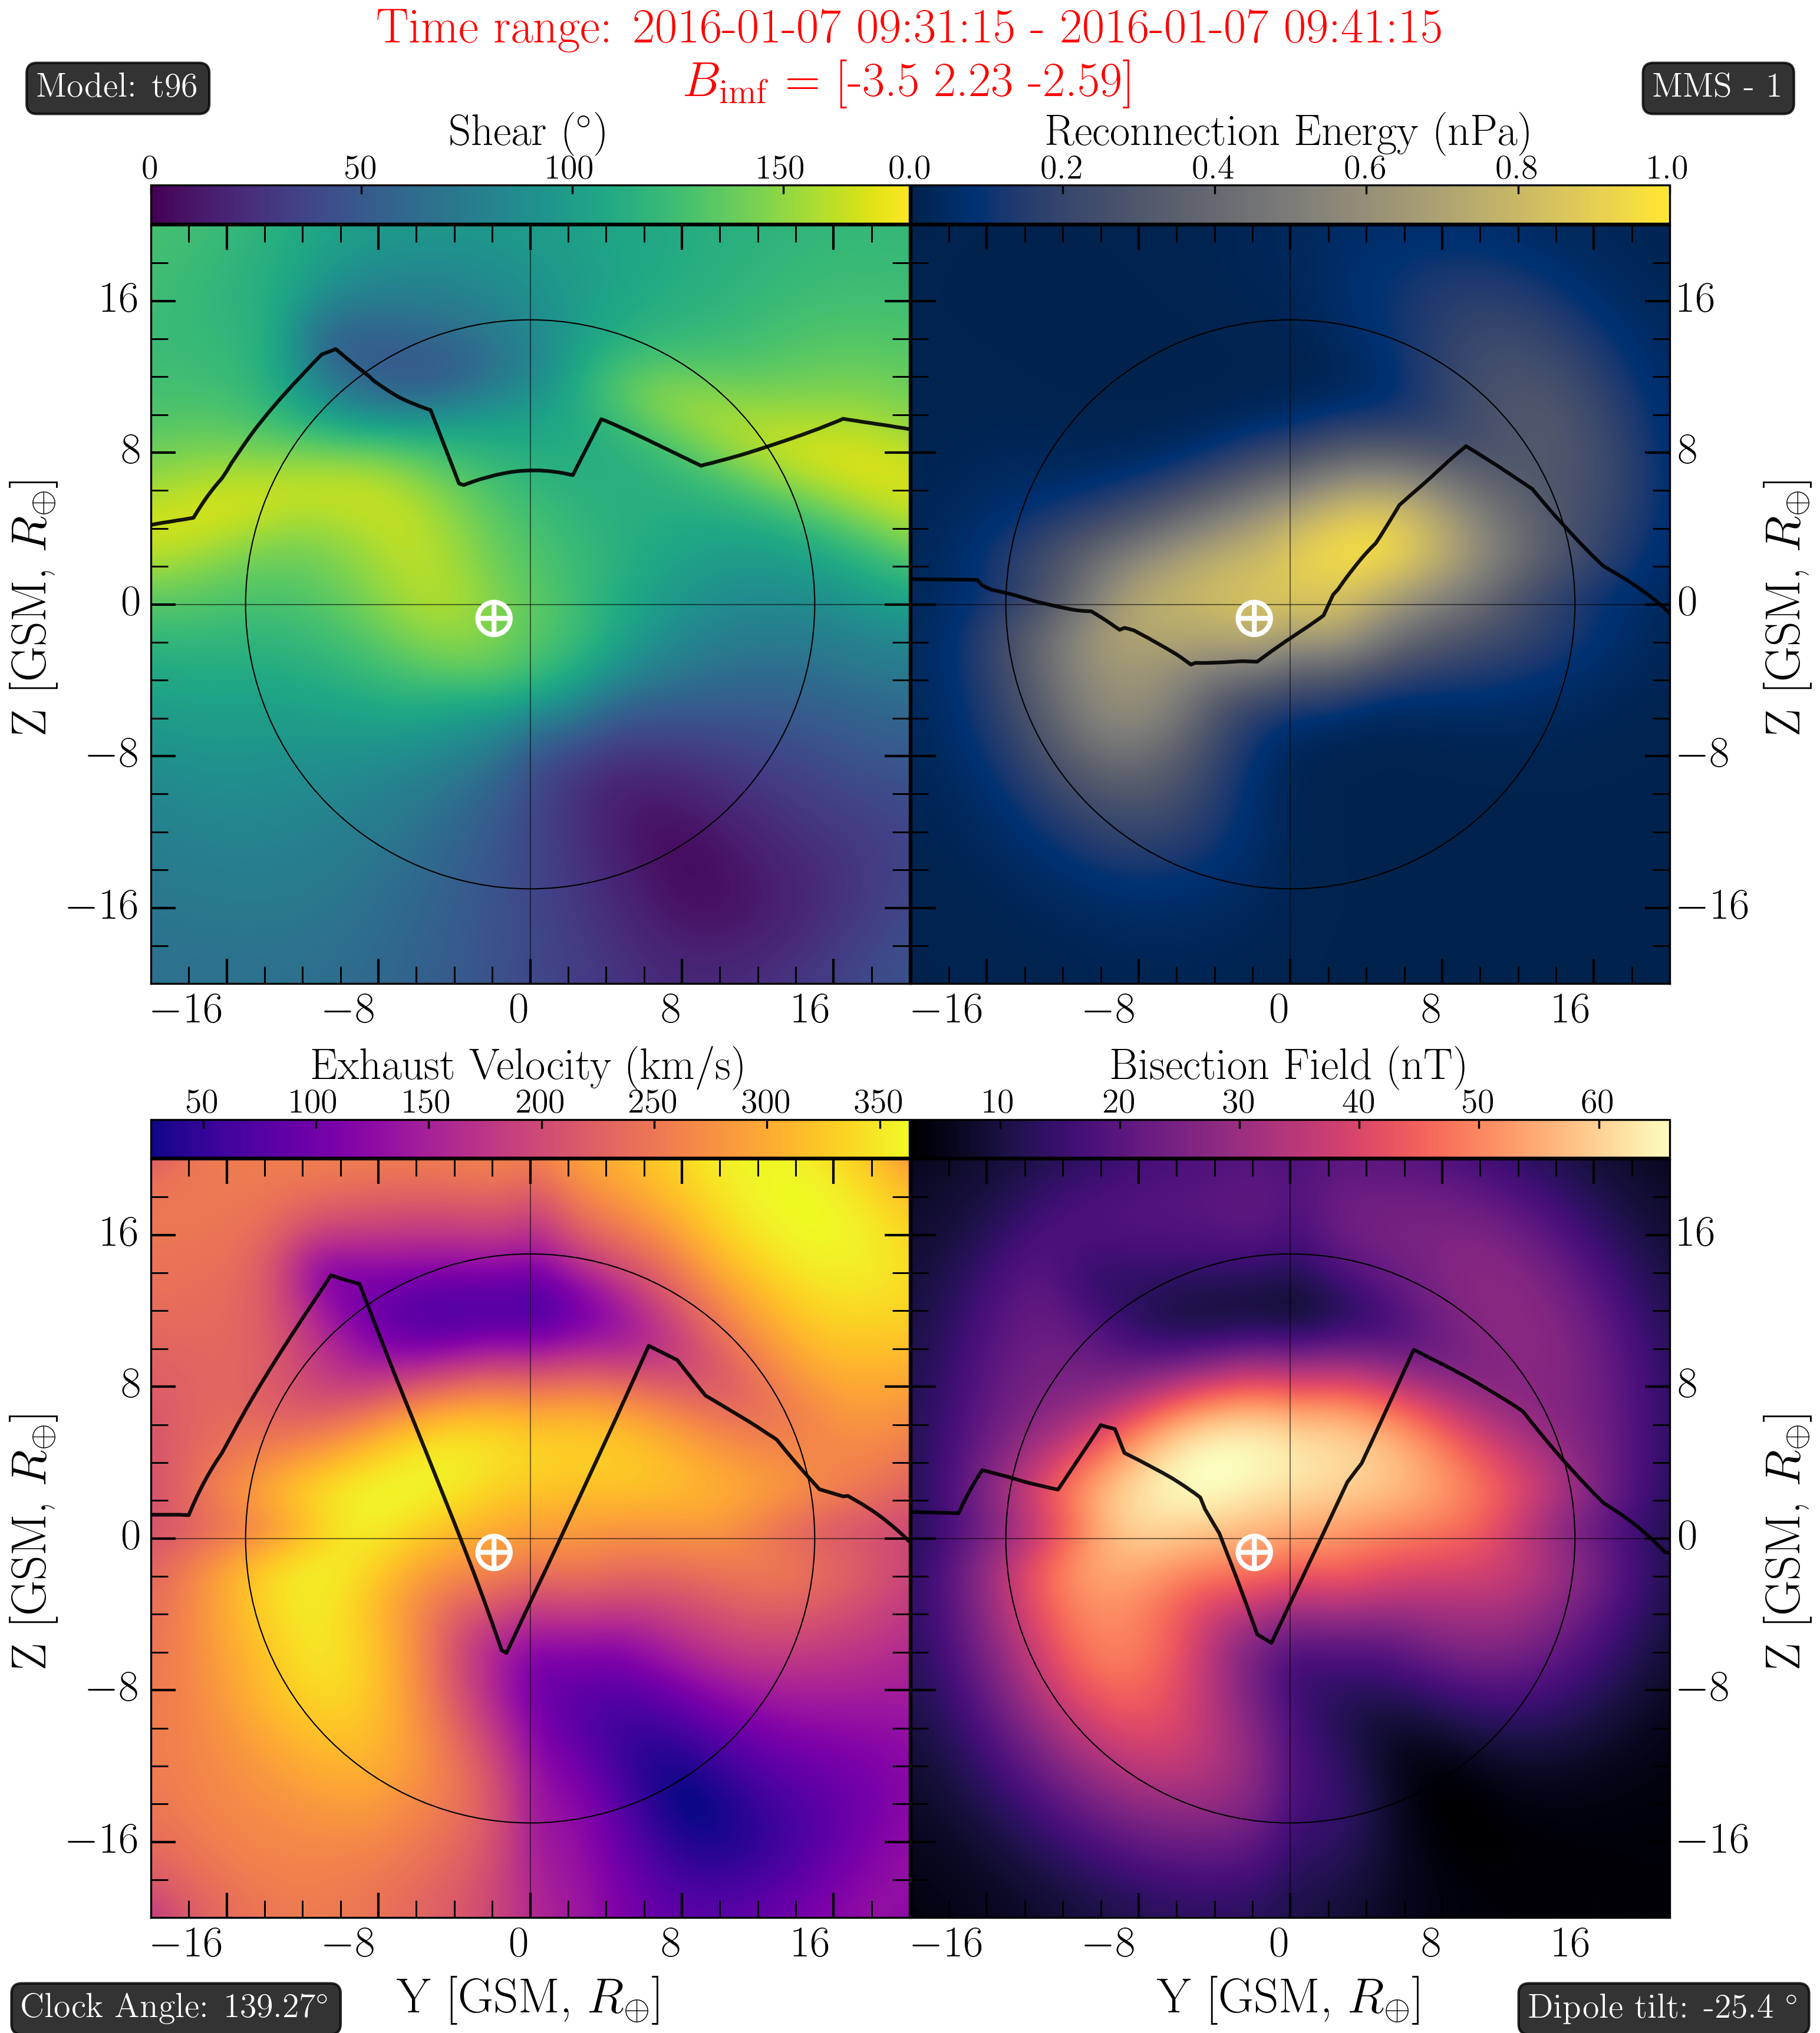 Time range: 2016-01-07 09:31:15 - 2016-01-07 09:41:15
B_imf = [-3.5 2.23 -2.59]
Model: t96
MMS - 1
Shear (°)
0 50 100 150
Reconnection Energy (nPa)
0.0 0.2 0.4 0.6 0.8 1.0
Z [GSM, R⊕]
16
8
0
−8
−16
Z [GSM, R⊕]
16
8
0
−8
−16
−16 −8 0 8 16
−16 −8 0 8 16
Exhaust Velocity (km/s)
50 100 150 200 250 300 350
Bisection Field (nT)
10 20 30 40 50 60
Z [GSM, R⊕]
16
8
0
−8
−16
Z [GSM, R⊕]
16
8
0
−8
−16
−16 −8 0 8 16
−16 −8 0 8 16
Y [GSM, R⊕]
Y [GSM, R⊕]
Clock Angle: 139.27°
Dipole tilt: -25.4 °